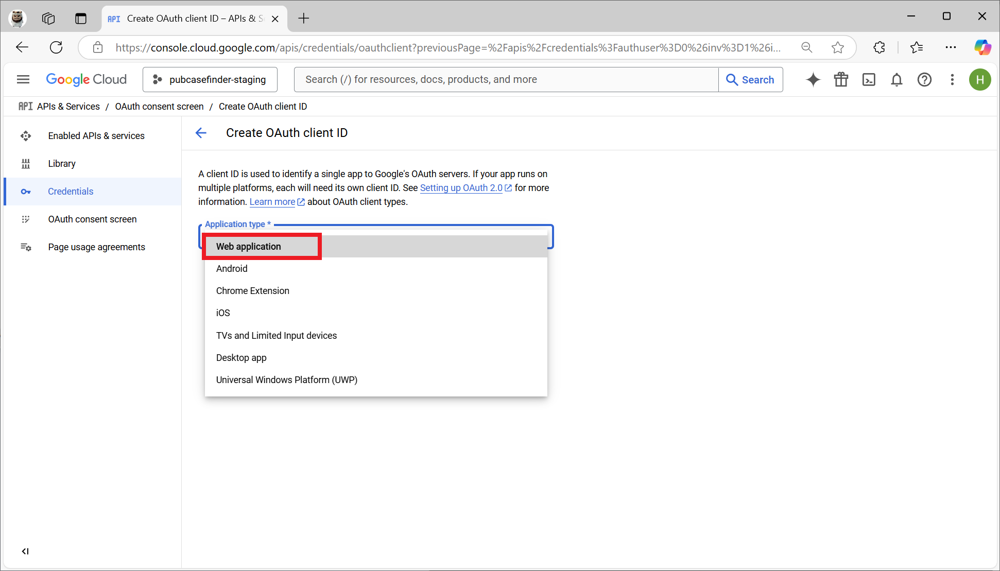 API Create OAuth client ID – APIs & S
https://console.cloud.google.com/apis/credentials/oauthclient?previousPage=%2Fapis%2Fcredentials%3Fauthuser%3D0%26inv%3D1%26i...
Google Cloud
pubcasefinder-staging
Search (/) for resources, docs, products, and more
Search
H
API APIs & Services / OAuth consent screen / Create OAuth client ID
Enabled APIs & services
Library
Credentials
OAuth consent screen
Page usage agreements
Create OAuth client ID
A client ID is used to identify a single app to Google's OAuth servers. If your app runs on
multiple platforms, each will need its own client ID. See Setting up OAuth 2.0 for more
information. Learn more about OAuth client types.
Application type *
Web application
Android
Chrome Extension
iOS
TVs and Limited Input devices
Desktop app
Universal Windows Platform (UWP)